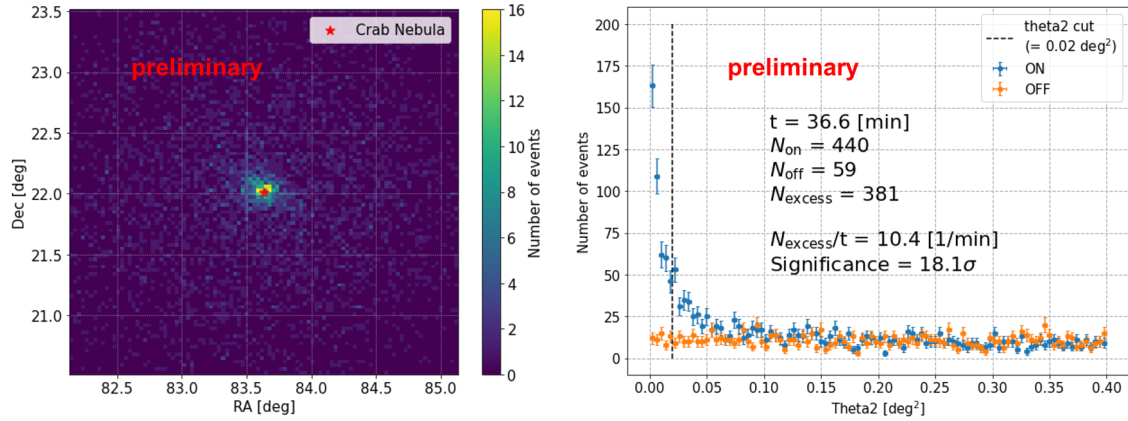 23.5
23.0
22.5
22.0
21.5
21.0
Dec [deg]
82.5
83.0
83.5
84.0
84.5
85.0
RA [deg]
Crab Nebula
preliminary
16
14
12
10
8
6
4
2
0
Number of events
200
175
150
125
100
75
50
25
0
Number of events
preliminary
theta2 cut
(= 0.02 deg²)
ON
OFF
t = 36.6 [min]
Non = 440
Noff = 59
Nexcess = 381
Nexcess/t = 10.4 [1/min]
Significance = 18.1σ
0.00
0.05
0.10
0.15
0.20
0.25
0.30
0.35
0.40
Theta2 [deg²]